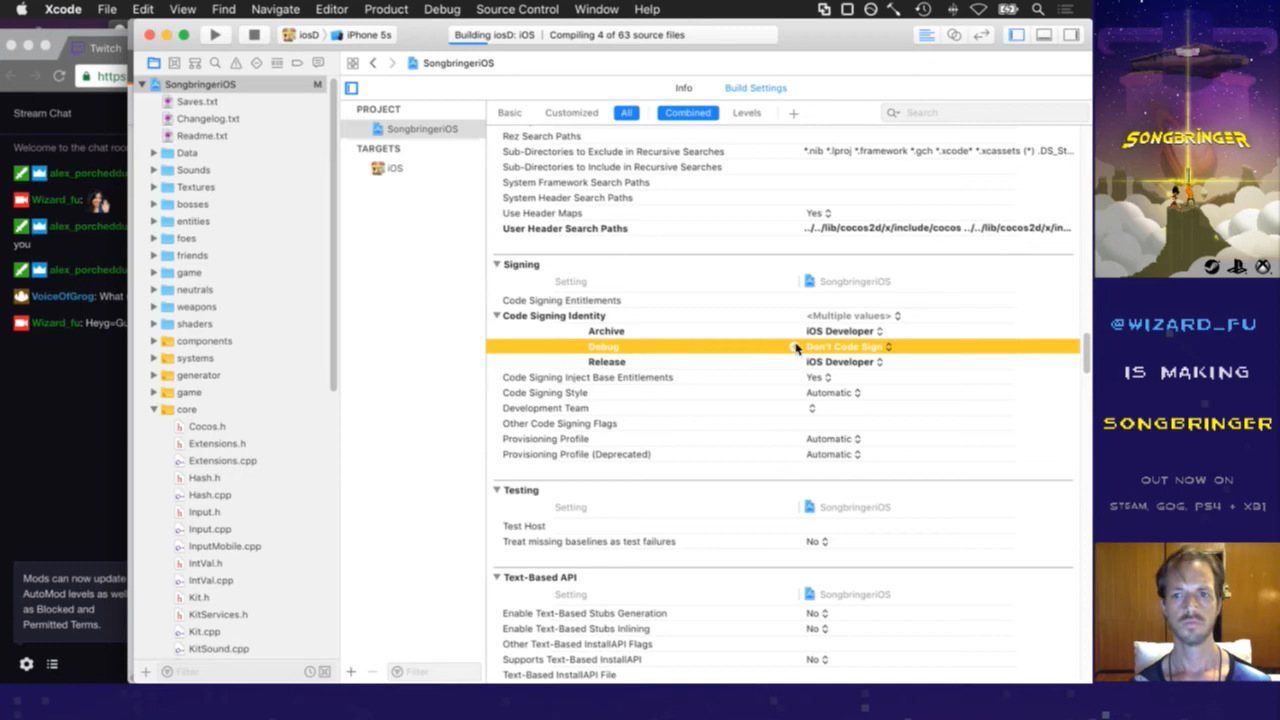 Xcode File Edit View Find Navigate Editor Product Debug Source Control Window Help
iosD iPhone 5s Building iosD: iOS Compiling 4 of 63 source files
Twitch
https
Stream Chat
Welcome to the chat roo
alex_porcheddu
Wizard_fu:
alex_porcheddu
you
alex_porcheddu
VoiceOfGrog: What
Wizard_fu: Heyg=Gu
Mods can now update
AutoMod levels as well
as Blocked and
Permitted Terms.
SongbringeriOS M
Saves.txt
Changelog.txt
Readme.txt
Data
Sounds
Textures
bosses
entities
foes
friends
game
neutrals
weapons
shaders
components
systems
generator
game
core
Cocos.h
Extensions.h
Extensions.cpp
Hash.h
Hash.cpp
Input.h
Input.cpp
InputMobile.cpp
IntVal.h
IntVal.cpp
Kit.h
KitServices.h
Kit.cpp
KitSound.cpp
Filter
SongbringeriOS
Info Build Settings
PROJECT
SongbringeriOS
TARGETS
iOS
Filter
Basic Customized All Combined Levels + Search
Rez Search Paths
Sub-Directories to Exclude in Recursive Searches *.nib *.lproj *.framework *.gch *.xcode* *.xcassets (*) .DS_St...
Sub-Directories to Include in Recursive Searches
System Framework Search Paths
System Header Search Paths
Use Header Maps Yes
User Header Search Paths ../../lib/cocos2d/x/include/cocos ../../lib/cocos2d/x/in...
Signing
Setting SongbringeriOS
Code Signing Entitlements
Code Signing Identity <Multiple values>
Archive iOS Developer
Debug Don't Code Sign
Release iOS Developer
Code Signing Inject Base Entitlements Yes
Code Signing Style Automatic
Development Team
Other Code Signing Flags
Provisioning Profile Automatic
Provisioning Profile (Deprecated) Automatic
Testing
Setting SongbringeriOS
Test Host
Treat missing baselines as test failures No
Text-Based API
Setting SongbringeriOS
Enable Text-Based Stubs Generation No
Enable Text-Based Stubs Inlining No
Other Text-Based InstallAPI Flags
Supports Text-Based InstallAPI No
Text-Based InstallAPI File
SONGBRINGER
@WIZARD_FU
IS MAKING
SONGBRINGER
OUT NOW ON
STEAM, GOG, PS4 + XB1